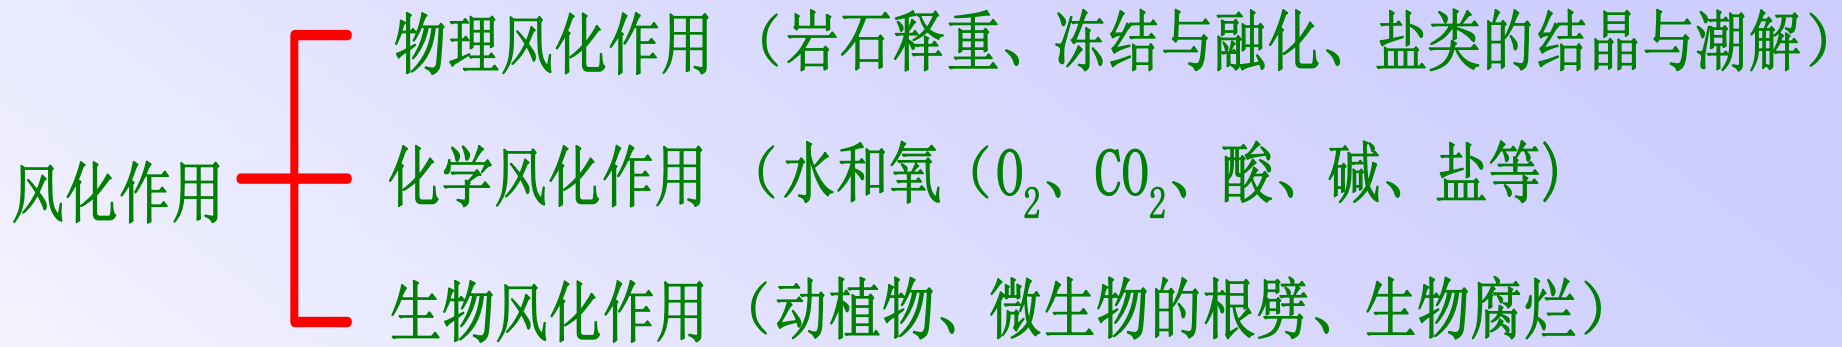 物理风化作用（岩石释重、冻结与融化、盐类的结晶与潮解）
化学风化作用（水和氧（O₂、CO₂、酸、碱、盐等)
风化作用
生物风化作用（动植物、微生物的根劈、生物腐烂）